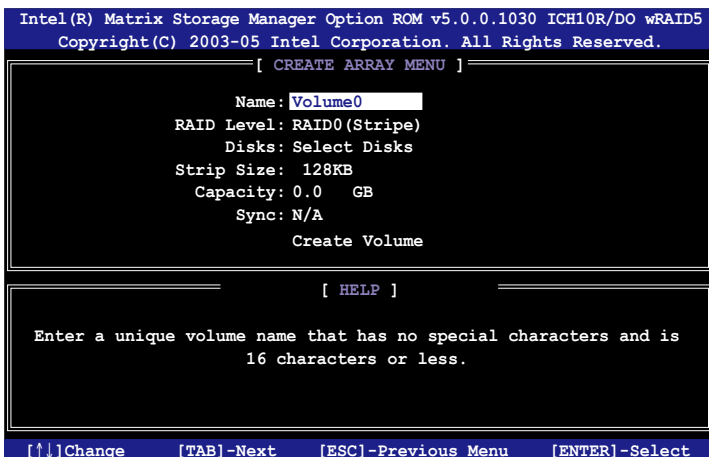 Intel(R) Matrix Storage Manager Option ROM v5.0.0.1030 ICH10R/DO wRAID5
Copyright(C) 2003-05 Intel Corporation. All Rights Reserved.
[ CREATE ARRAY MENU ]
Name: Volume0
RAID Level: RAID0(Stripe)
Disks: Select Disks
Strip Size: 128KB
Capacity: 0.0 GB
Sync: N/A
Create Volume
[ HELP ]
Enter a unique volume name that has no special characters and is
16 characters or less.
[↑↓]Change [TAB]-Next [ESC]-Previous Menu [ENTER]-Select